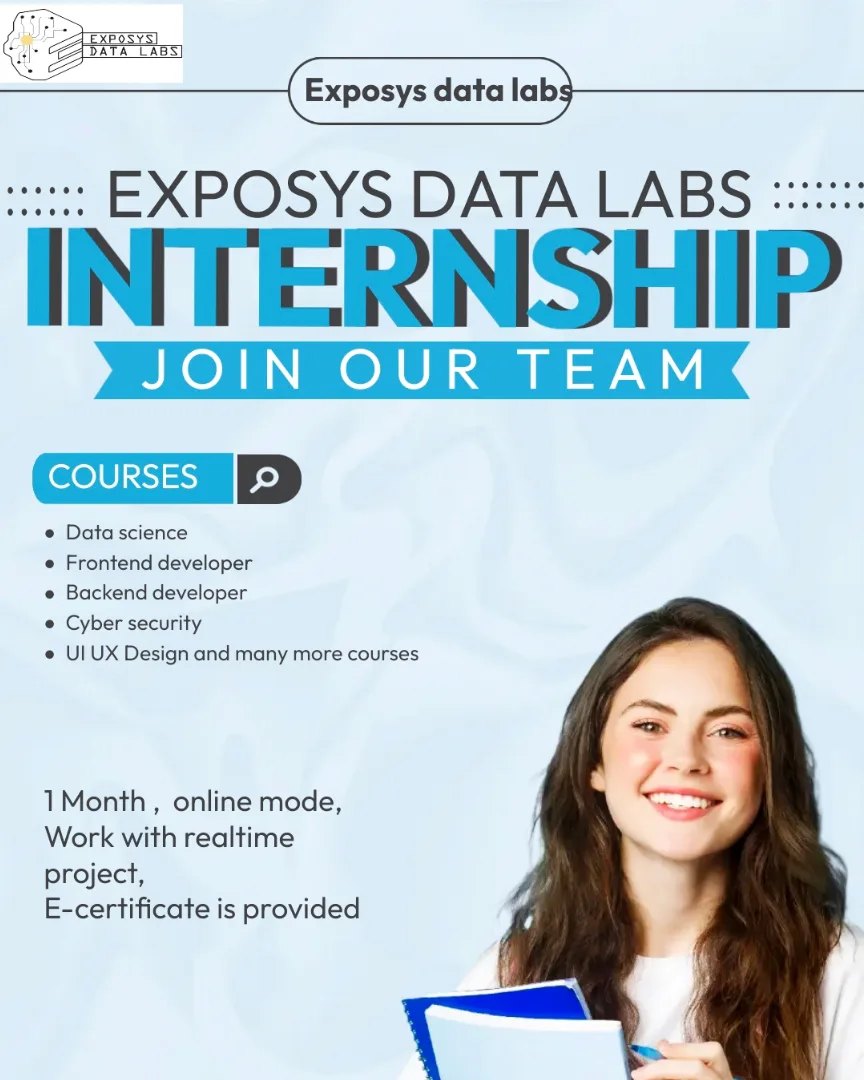 EXPOSYS
DATA LABS
Exposys data labs
EXPOSYS DATA LABS
INTERNSHIP
JOIN OUR TEAM
COURSES
• Data science
• Frontend developer
• Backend developer
• Cyber security
• UI UX Design and many more courses
1 Month , online mode,
Work with realtime
project,
E-certificate is provided